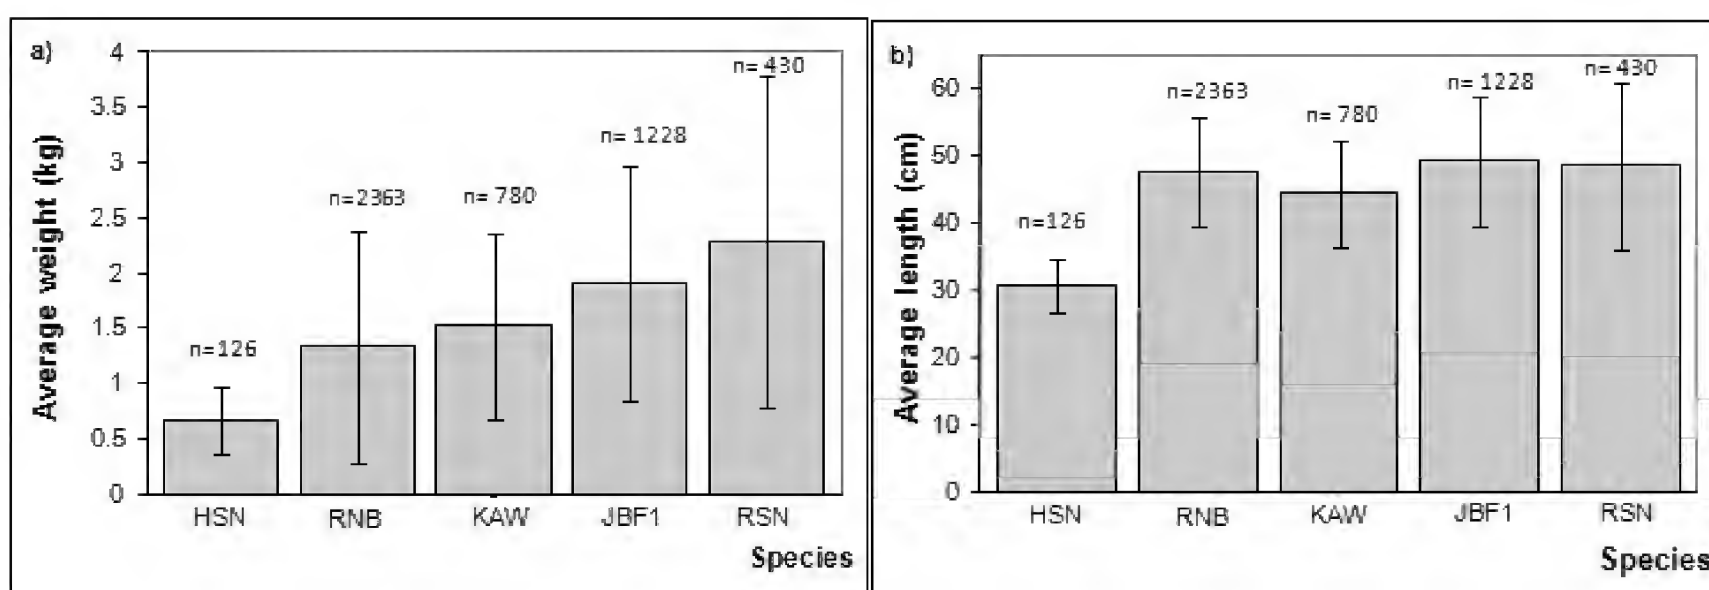 a)
Average weight (kg)
4
3.5
3
2.5
2
1.5
1
0.5
0
n=126
n=2363
n= 780
n= 1228
n= 430
HSN
RNB
KAW
JBF1
RSN
Species
b)
Average length (cm)
60
50
40
30
20
10
0
n=126
n=2363
n= 780
n= 1228
n= 430
HSN
RNB
KAW
JBF1
RSN
Species